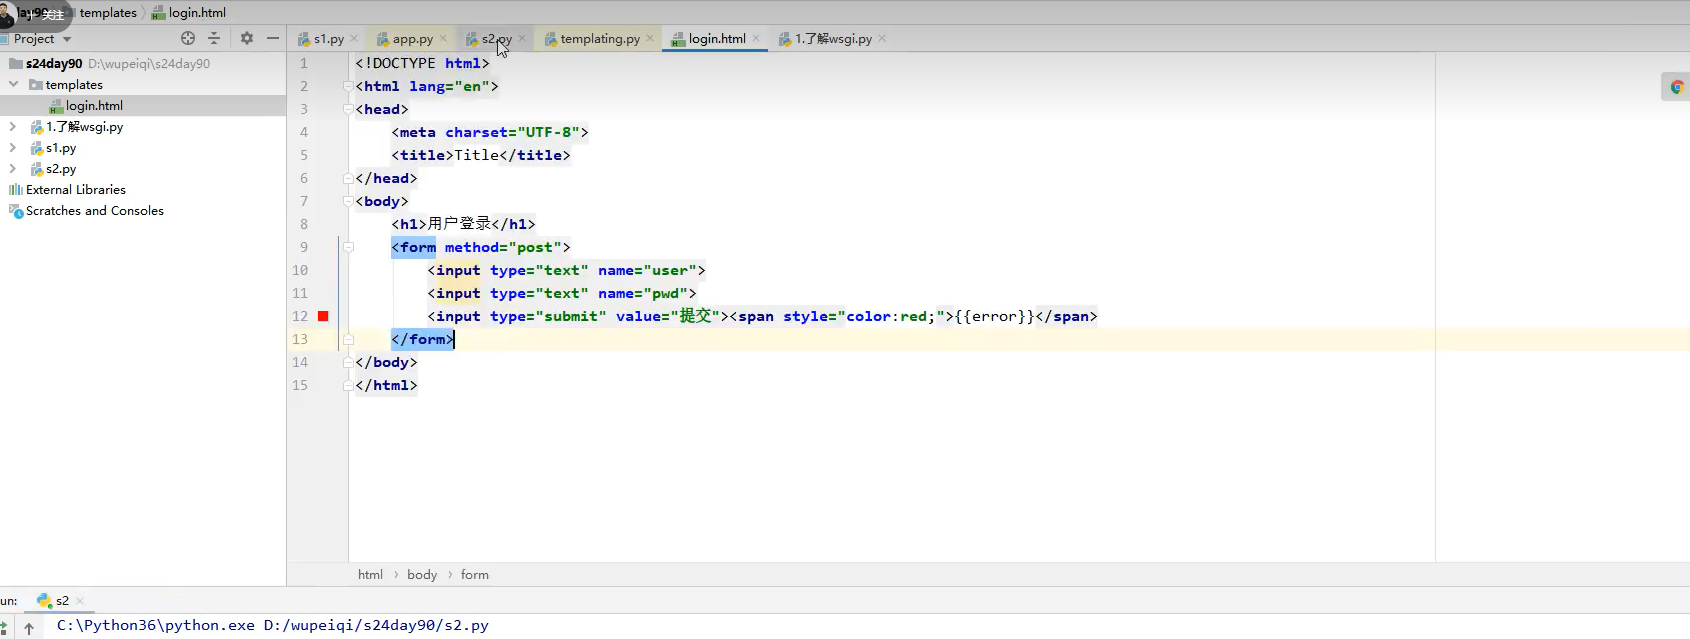 day90 templates login.html
关注
Project
s1.py app.py s2.py templating.py login.html 1.了解wsgi.py
s24day90 D:\wupeiqi\s24day90
templates
login.html
1.了解wsgi.py
s1.py
s2.py
External Libraries
Scratches and Consoles
1 <!DOCTYPE html>
2 <html lang="en">
3 <head>
4 <meta charset="UTF-8">
5 <title>Title</title>
6 </head>
7 <body>
8 <h1>用户登录</h1>
9 <form method="post">
10 <input type="text" name="user">
11 <input type="text" name="pwd">
12 <input type="submit" value="提交"><span style="color:red;">{{error}}</span>
13 </form>
14 </body>
15 </html>
html › body › form
un: s2
C:\Python36\python.exe D:/wupeiqi/s24day90/s2.py